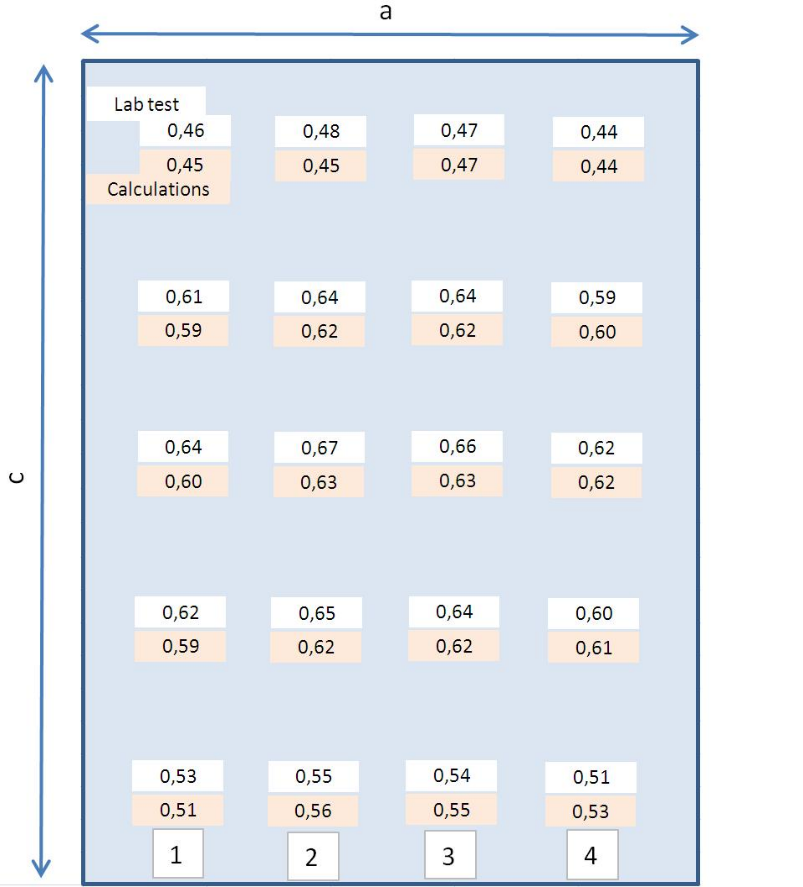 a
Lab test
0,46 0,48 0,47 0,44
0,45 0,45 0,47 0,44
Calculations
0,61 0,64 0,64 0,59
0,59 0,62 0,62 0,60
c
0,64 0,67 0,66 0,62
0,60 0,63 0,63 0,62
0,62 0,65 0,64 0,60
0,59 0,62 0,62 0,61
0,53 0,55 0,54 0,51
0,51 0,56 0,55 0,53
1 2 3 4